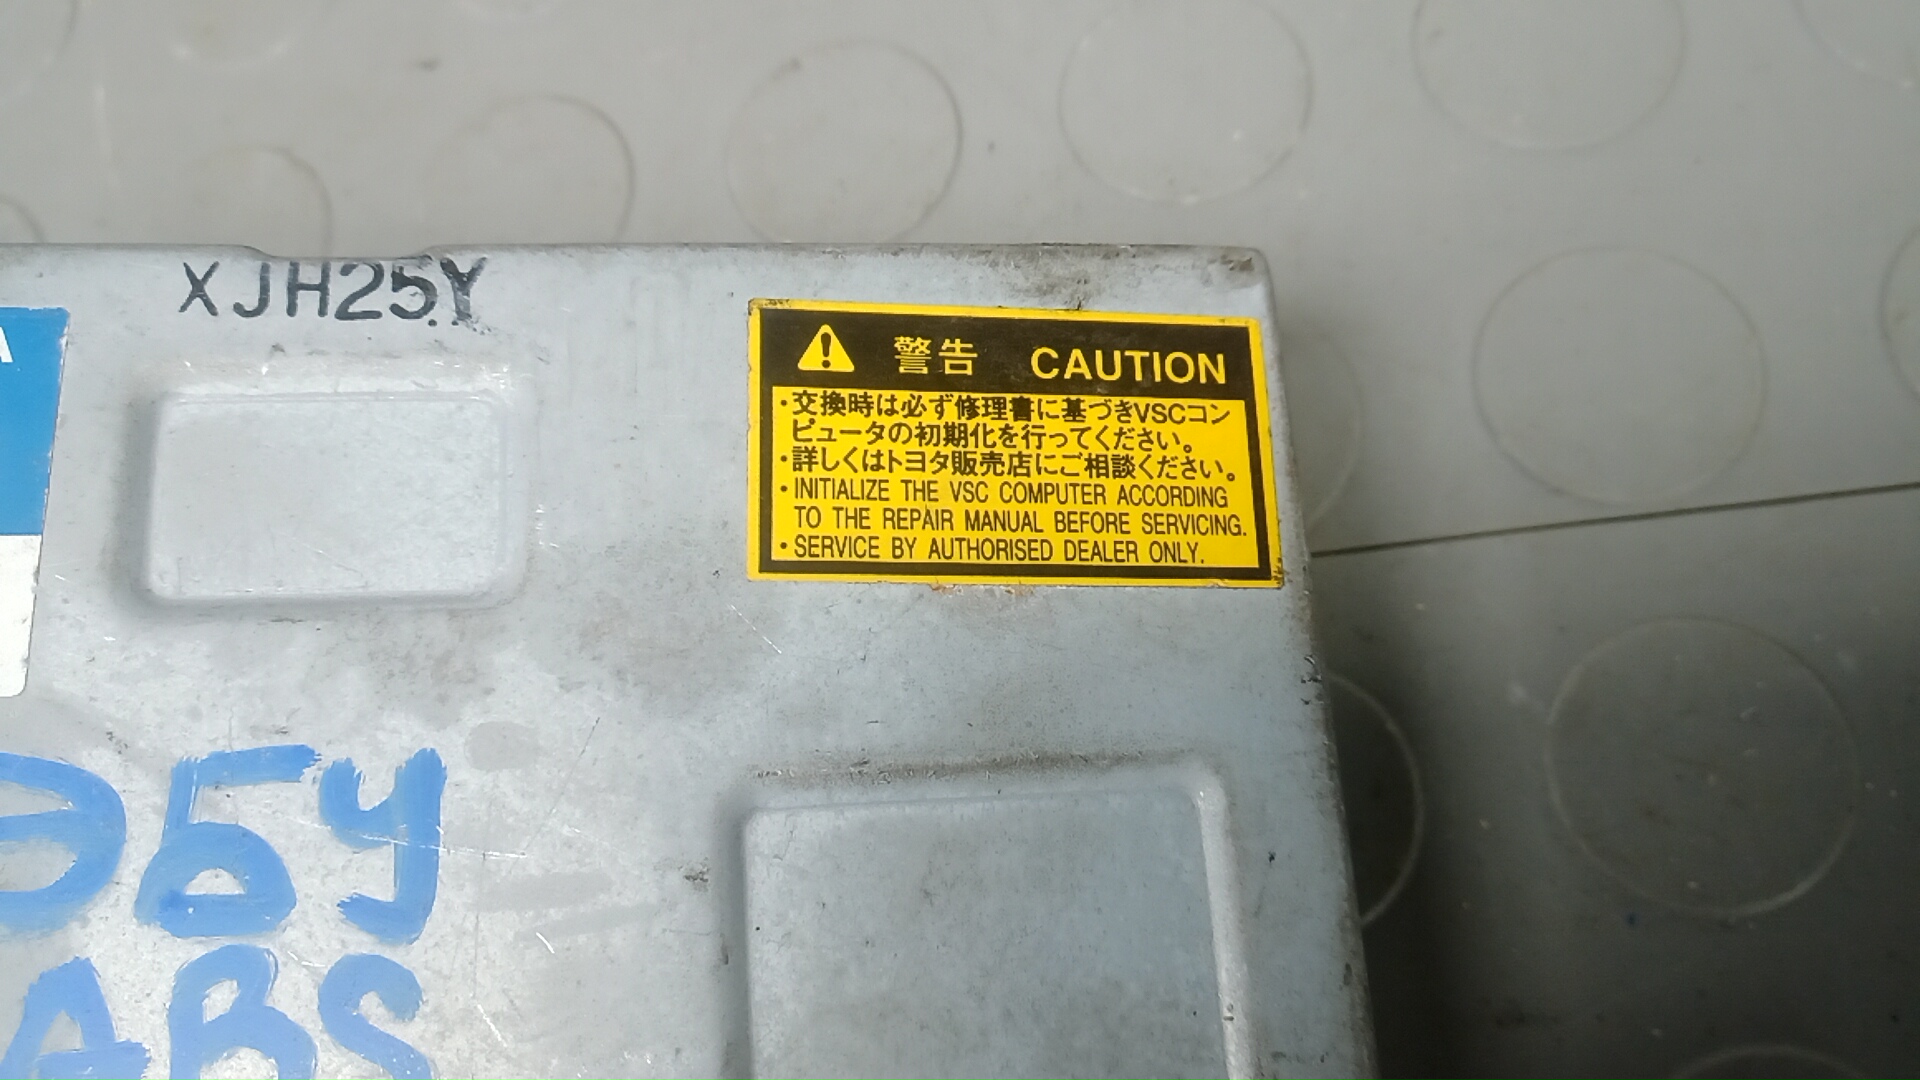 XJH25Y
A
警告 CAUTION
・交換時は必ず修理書に基づきVSCコン
ピュータの初期化を行ってください。
・詳しくはトヨタ販売店にご相談ください。
・INITIALIZE THE VSC COMPUTER ACCORDING
TO THE REPAIR MANUAL BEFORE SERVICING.
・SERVICE BY AUTHORISED DEALER ONLY.
ЭБУ
ABS